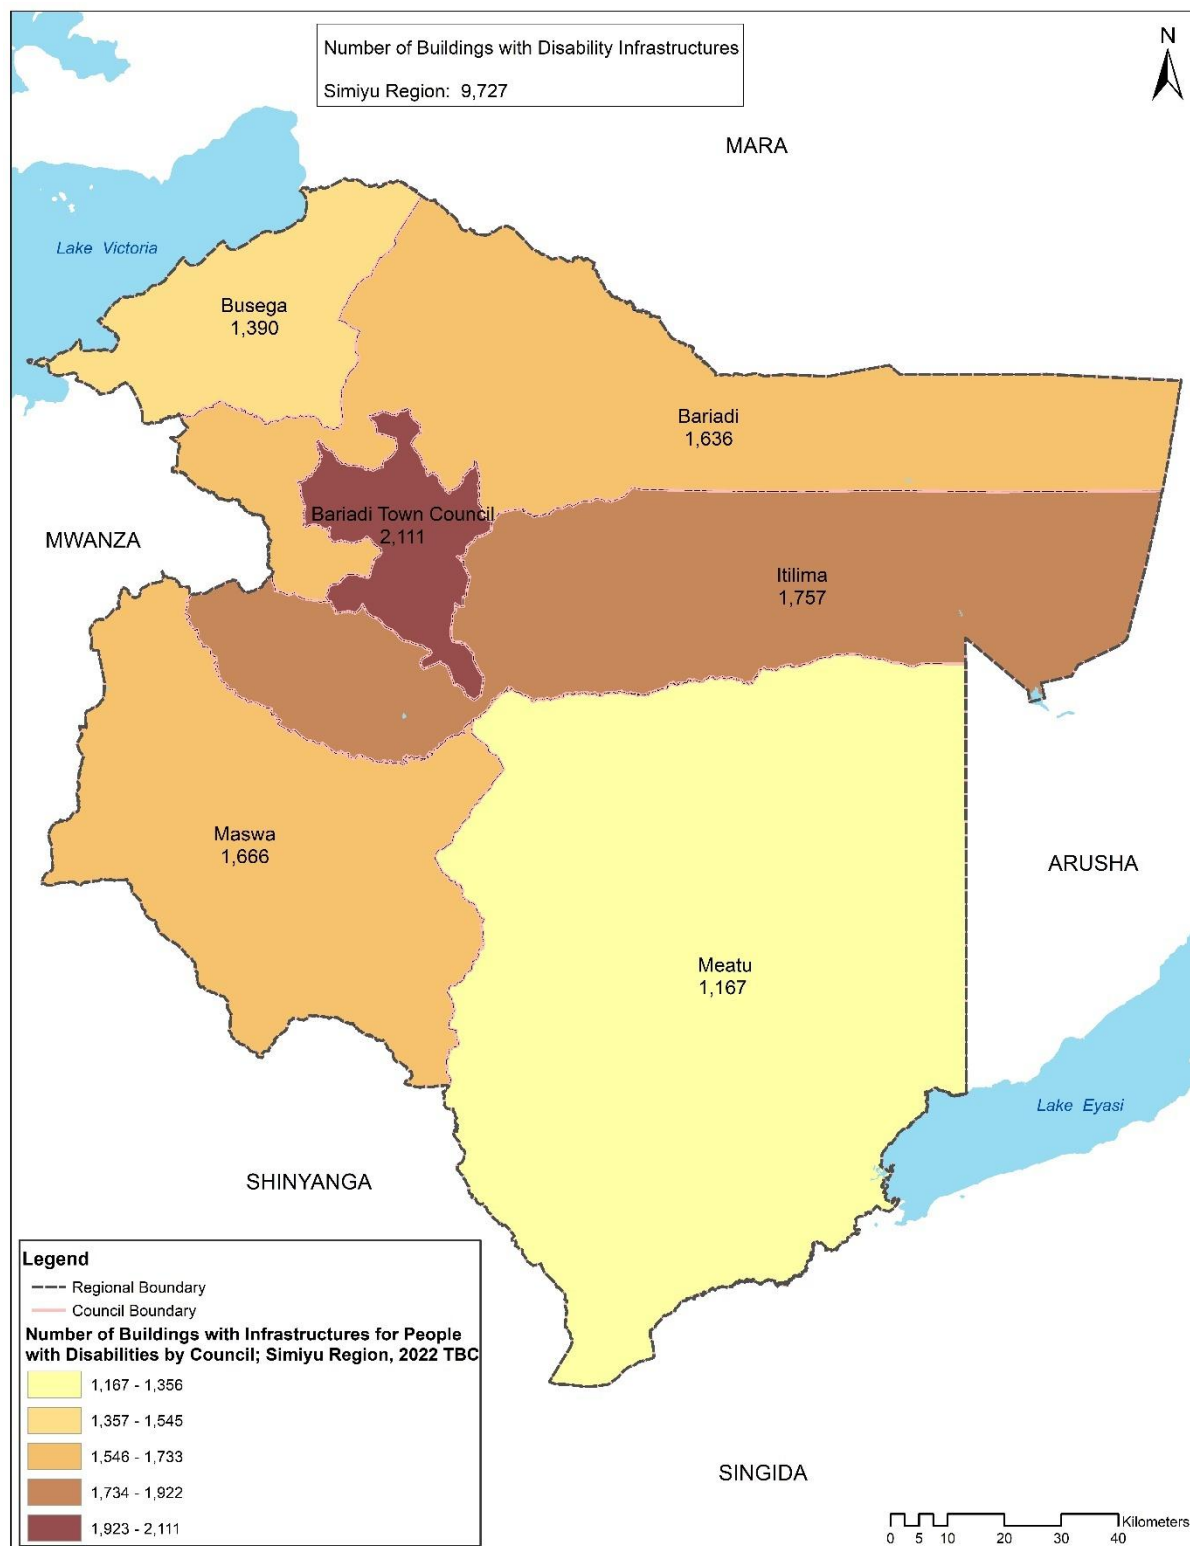 Number of Buildings with Disability Infrastructures
Simiyu Region: 9,727
N
MARA
Lake Victoria
Busega
1,390
Bariadi
1,636
Bariadi Town Council
2,111
MWANZA
Itilima
1,757
Maswa
1,666
ARUSHA
Meatu
1,167
Lake Eyasi
SHINYANGA
Legend
Regional Boundary
Council Boundary
Number of Buildings with Infrastructures for People
with Disabilities by Council; Simiyu Region, 2022 TBC
1,167 - 1,356
1,357 - 1,545
1,546 - 1,733
1,734 - 1,922
1,923 - 2,111
SINGIDA
Kilometers
0 5 10 20 30 40